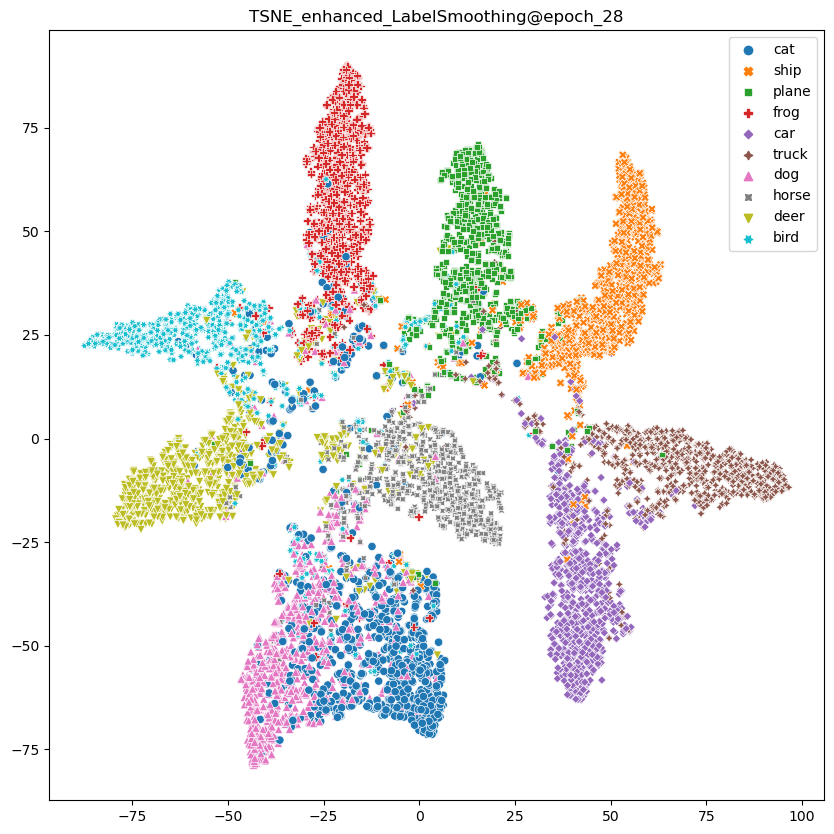 TSNE_enhanced_LabelSmoothing@epoch_28
cat
ship
plane
frog
car
truck
dog
horse
deer
bird
75
50
25
0
−25
−50
−75
−75
−50
−25
0
25
50
75
100